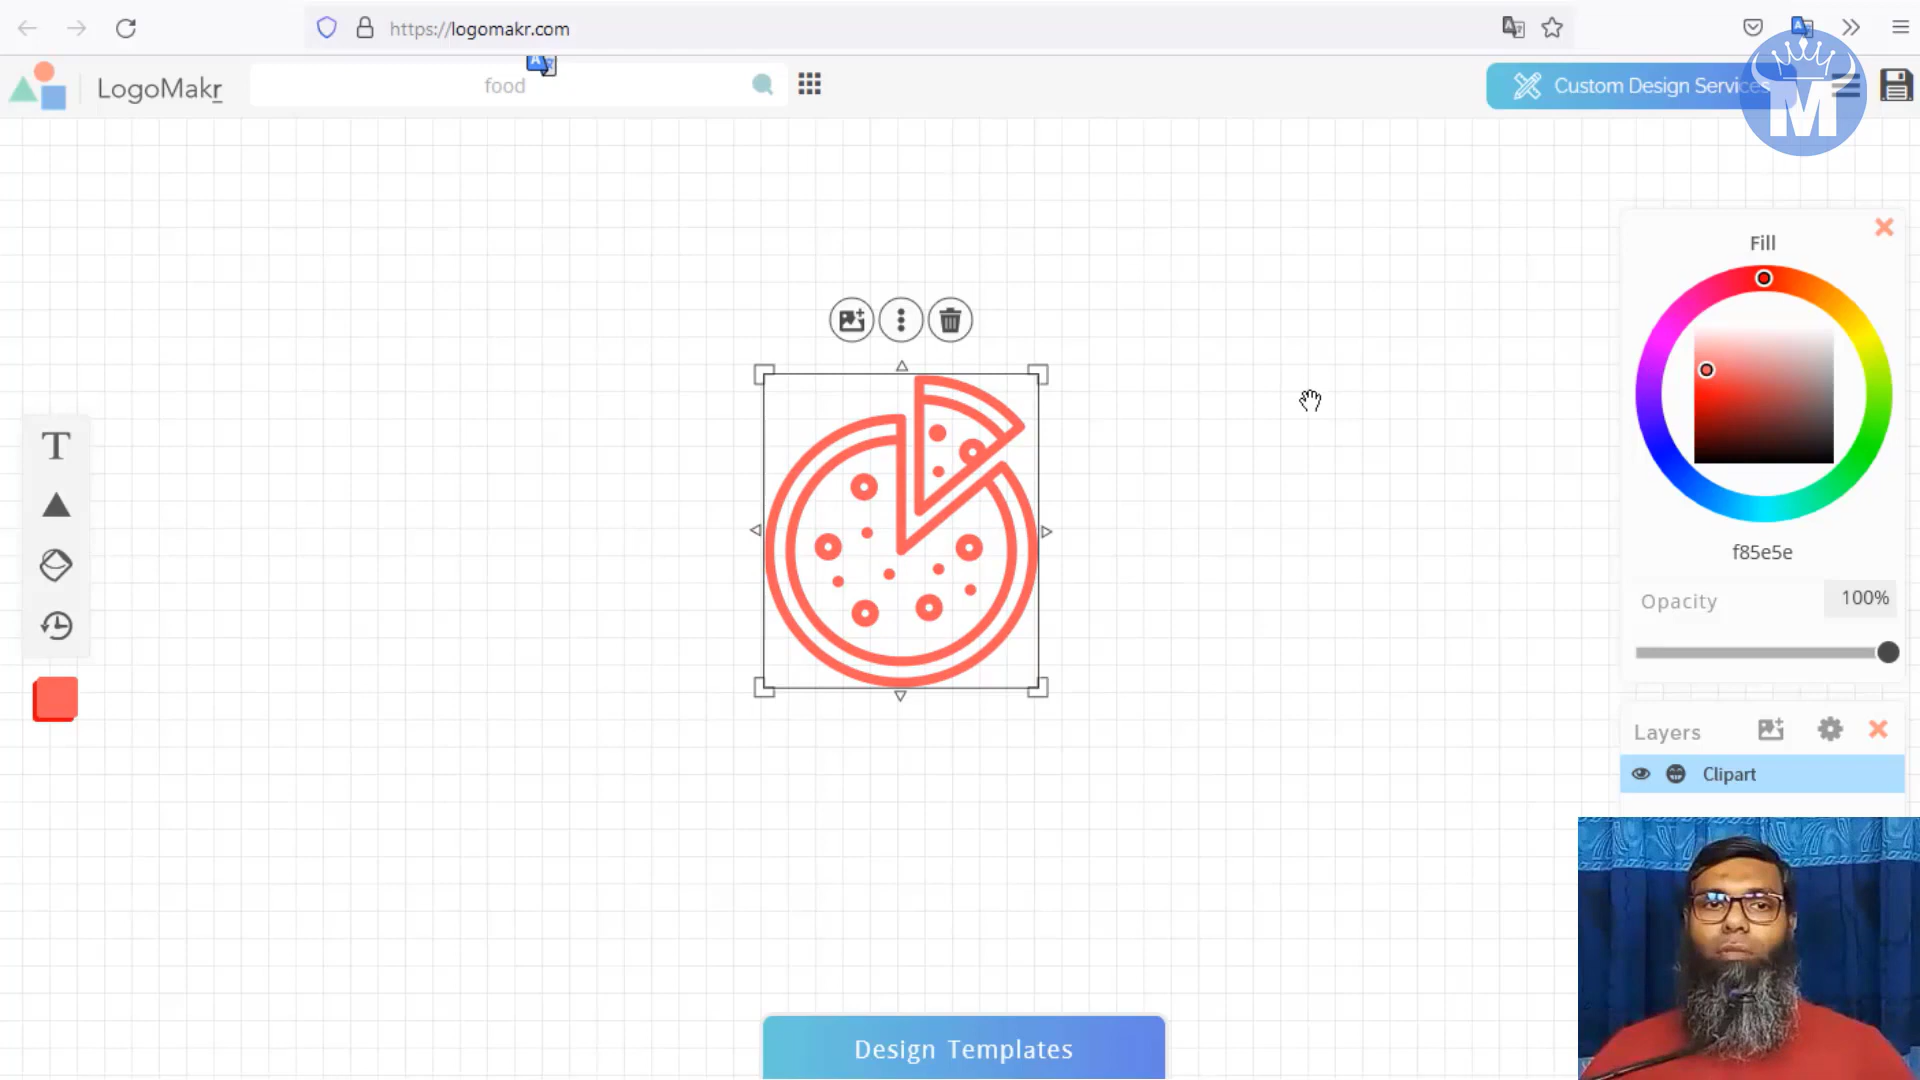 https://logomakr.com
LogoMakr
food
Custom Design Services
M
Fill
f85e5e
Opacity
100%
T
Layers
Clipart
Design Templates